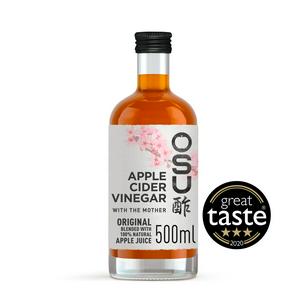 OSU
酢
APPLE
CIDER
VINEGAR
WITH THE MOTHER
ORIGINAL
BLENDED WITH
100% NATURAL
APPLE JUICE
500ml
great
taste
2020